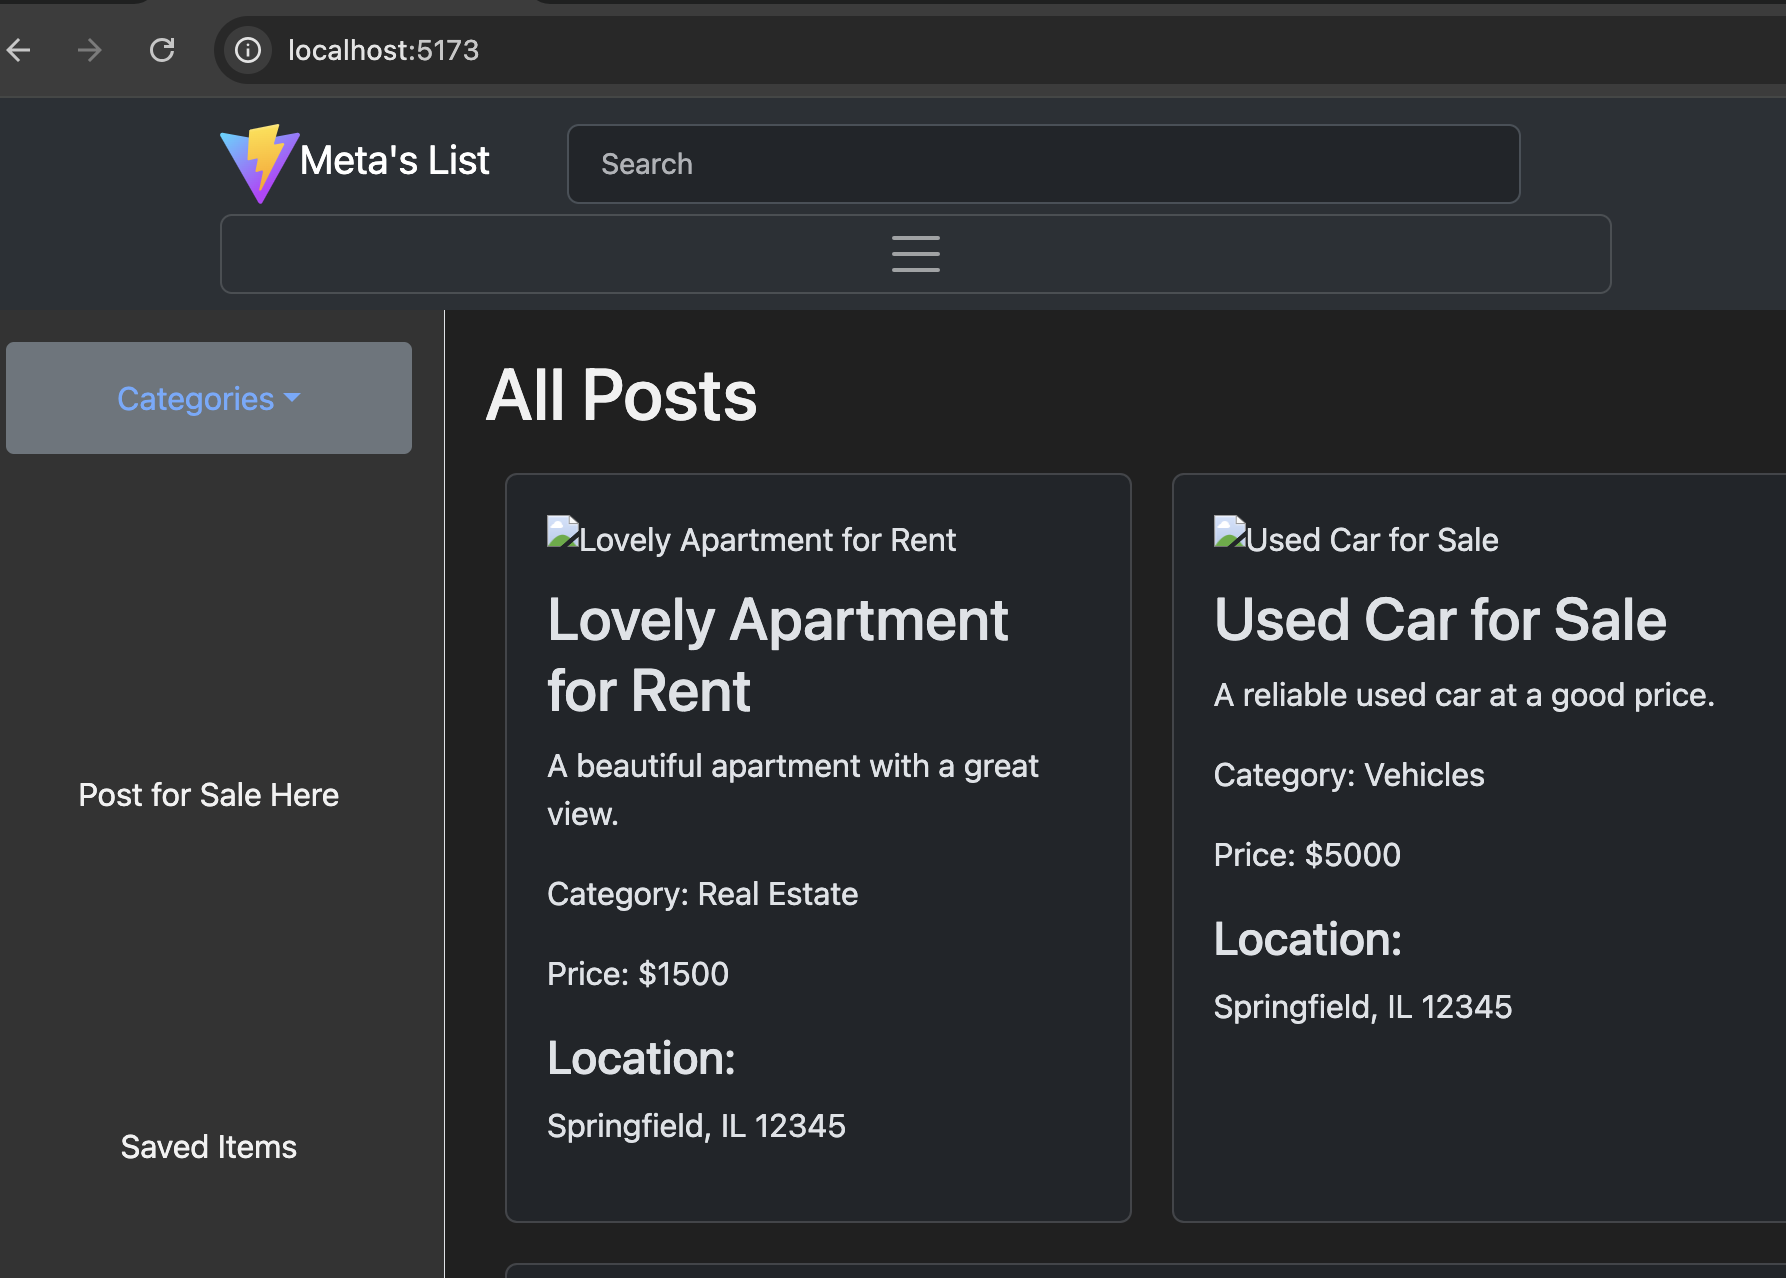 localhost:5173
Meta's List
Search
Categories
Post for Sale Here
Saved Items
All Posts
Lovely Apartment for Rent
Lovely Apartment
for Rent
A beautiful apartment with a great
view.
Category: Real Estate
Price: $1500
Location:
Springfield, IL 12345
Used Car for Sale
Used Car for Sale
A reliable used car at a good price.
Category: Vehicles
Price: $5000
Location:
Springfield, IL 12345